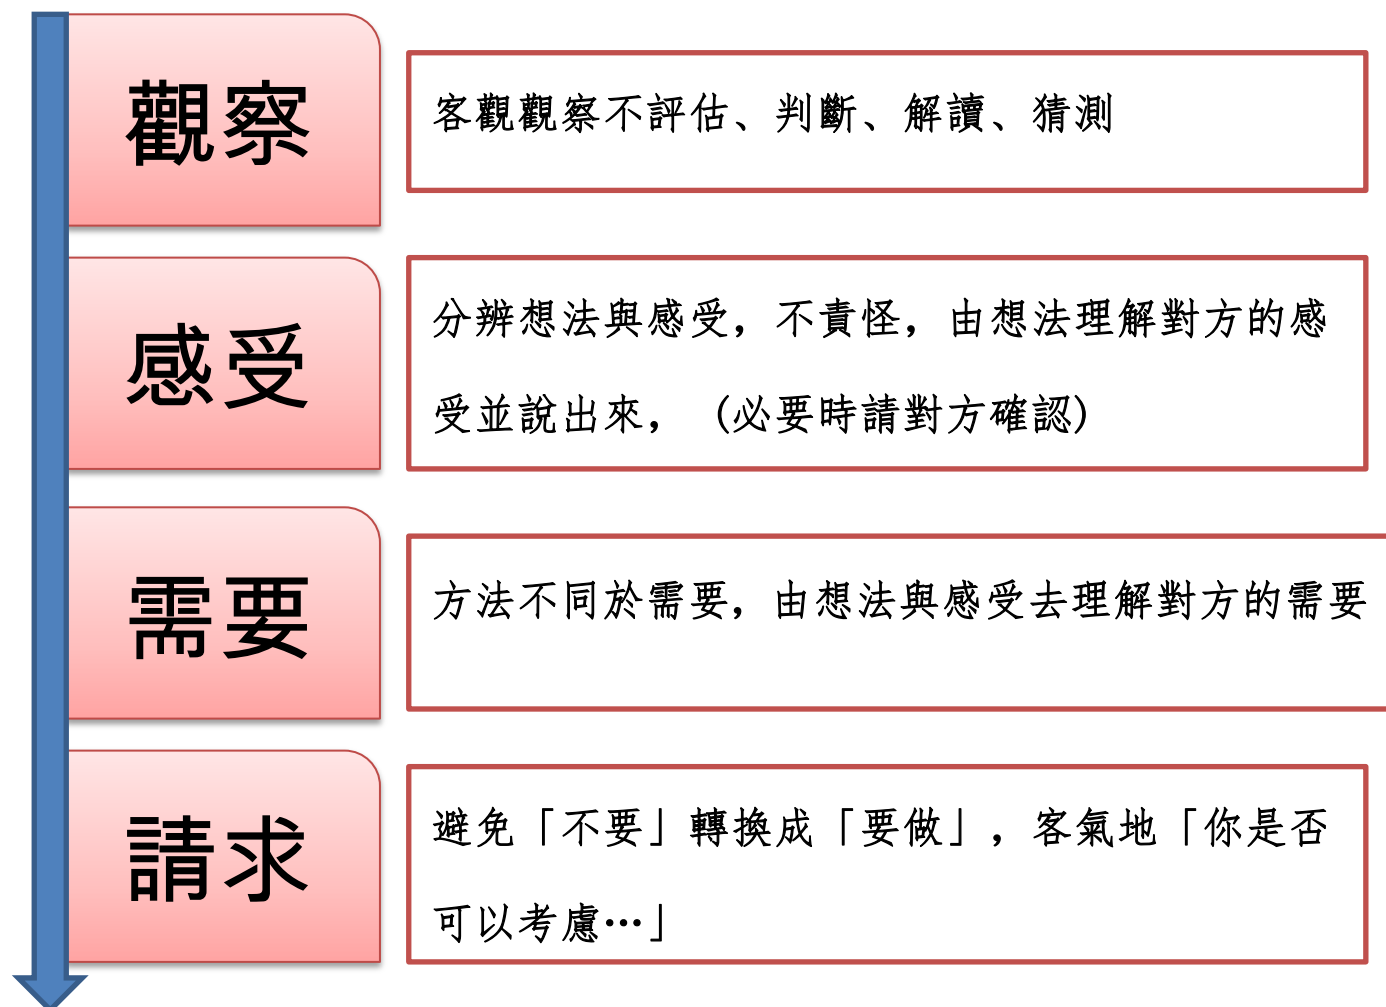 觀察
客觀觀察不評估、判斷、解讀、猜測
感受
分辨想法與感受，不責怪，由想法理解對方的感
受並說出來，（必要時請對方確認）
需要
方法不同於需要，由想法與感受去理解對方的需要
請求
避免「不要」轉換成「要做」，客氣地「你是否
可以考慮…」